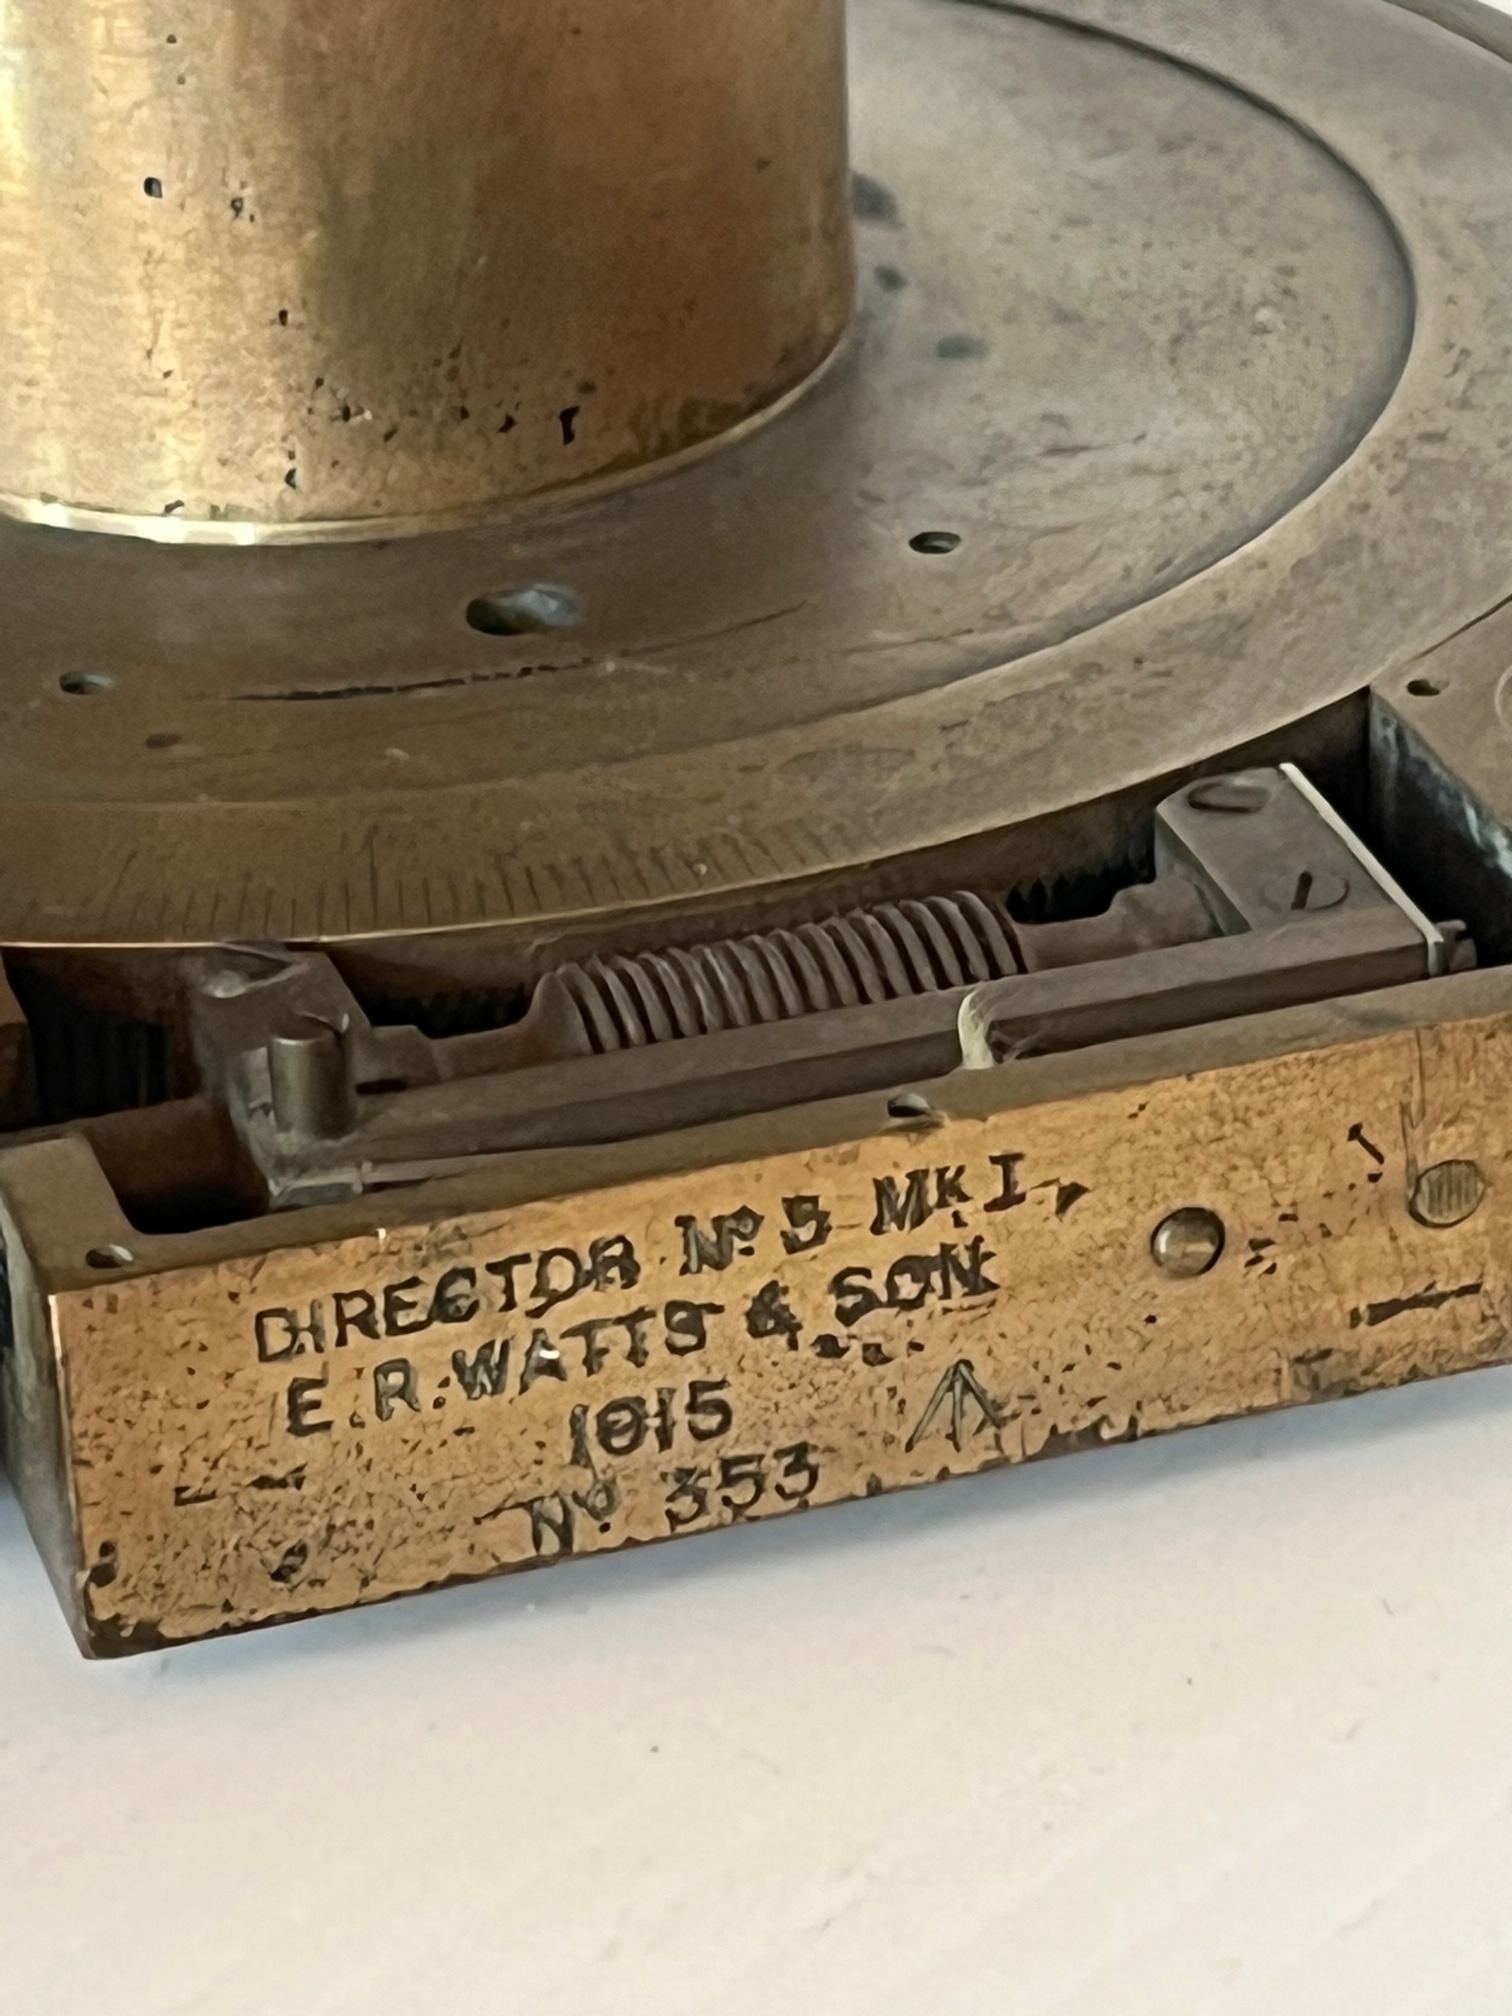 DIRECTOR Nº 5 MK I,
E.R.WATTS & SON
1915
Nº 353